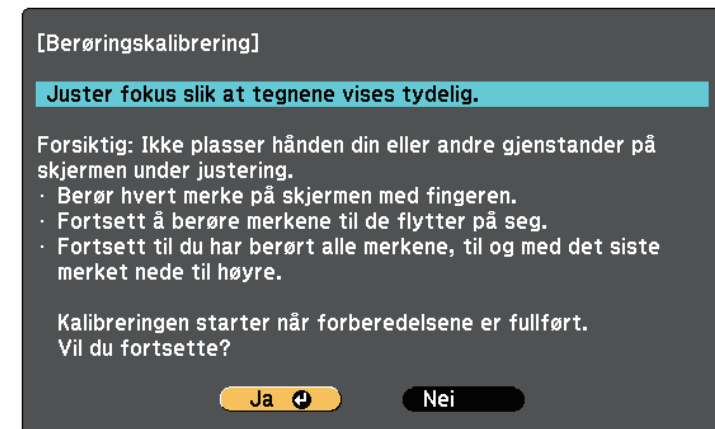 [Berøringskalibrering]
Juster fokus slik at tegnene vises tydelig.
Forsiktig: Ikke plasser hånden din eller andre gjenstander på
skjermen under justering.
· Berør hvert merke på skjermen med fingeren.
· Fortsett å berøre merkene til de flytter på seg.
· Fortsett til du har berørt alle merkene, til og med det siste
merket nede til høyre.
Kalibreringen starter når forberedelsene er fullført.
Vil du fortsette?
Ja Nei